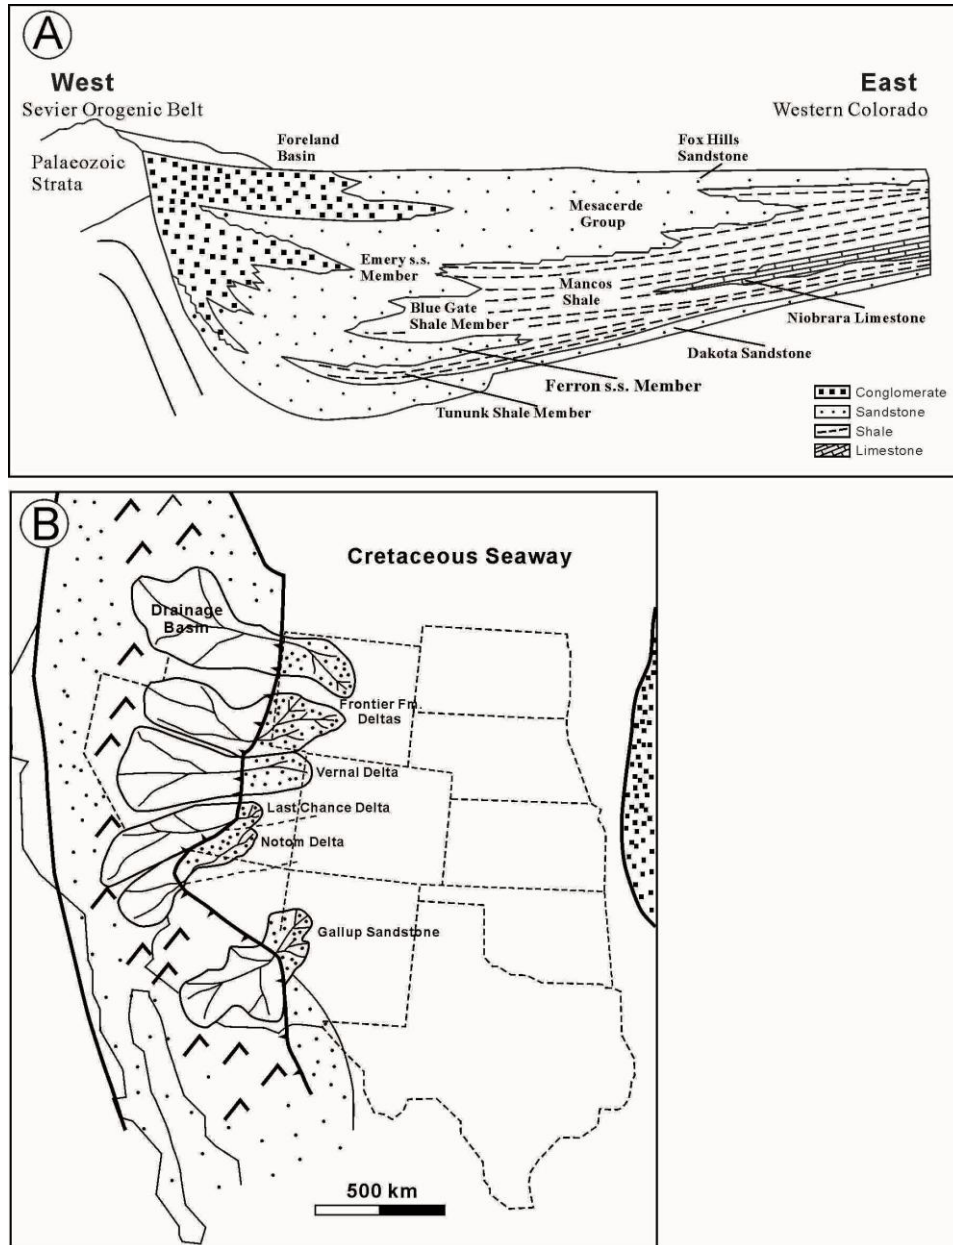 A
West
Sevier Orogenic Belt
East
Western Colorado
Palaeozoic
Strata
Foreland
Basin
Fox Hills
Sandstone
Mesacerde
Group
Emery s.s.
Member
Mancos
Shale
Blue Gate
Shale Member
Niobrara Limestone
Dakota Sandstone
Ferron s.s. Member
Tununk Shale Member
Conglomerate
Sandstone
Shale
Limestone
B
Cretaceous Seaway
Drainage
Basin
Frontier Fm.
Deltas
Vernal Delta
Last Chance Delta
Notom Delta
Gallup Sandstone
500 km